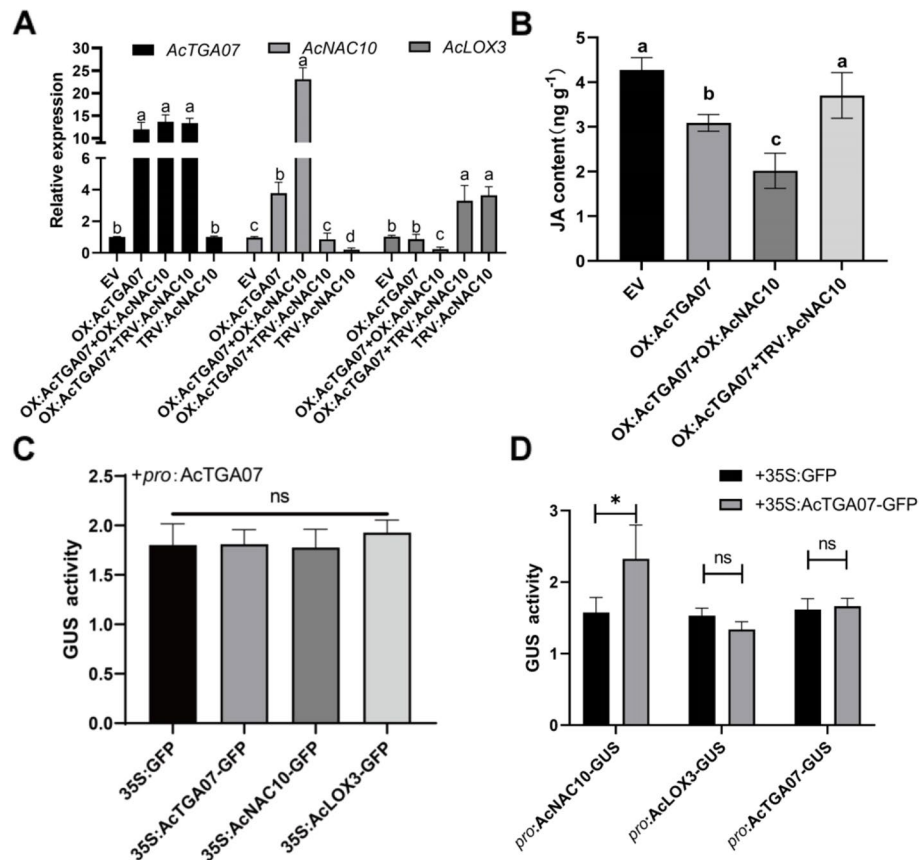 A
AcTGA07
AcNAC10
AcLOX3
Relative expression
30
25
20
15
10
6
4
2
0
b
a
a
a
b
c
b
a
c
d
b
b
c
a
a
EV
OX:AcTGA07
OX:AcTGA07+OX:AcNAC10
OX:AcTGA07+TRV:AcNAC10
TRV:AcNAC10
EV
OX:AcTGA07
OX:AcTGA07+OX:AcNAC10
OX:AcTGA07+TRV:AcNAC10
TRV:AcNAC10
EV
OX:AcTGA07
OX:AcTGA07+OX:AcNAC10
OX:AcTGA07+TRV:AcNAC10
TRV:AcNAC10
B
JA content(ng g-1)
5
4
3
2
1
0
a
b
c
a
EV
OX:AcTGA07
OX:AcTGA07+OX:AcNAC10
OX:AcTGA07+TRV:AcNAC10
C
+pro:AcTGA07
ns
GUS activity
2.5
2.0
1.5
1.0
0.5
0.0
35S:GFP
35S:AcTGA07-GFP
35S:AcNAC10-GFP
35S:AcLOX3-GFP
D
+35S:GFP
+35S:AcTGA07-GFP
GUS activity
3
2
1
0
*
ns
ns
pro:AcNAC10-GUS
pro:AcLOX3-GUS
pro:AcTGA07-GUS